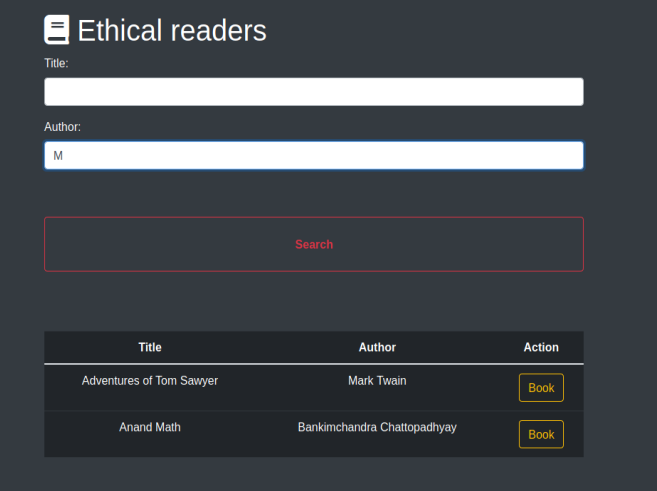 Ethical readers
Title:
Author:
M
Search
Title Author Action
Adventures of Tom Sawyer Mark Twain Book
Anand Math Bankimchandra Chattopadhyay Book